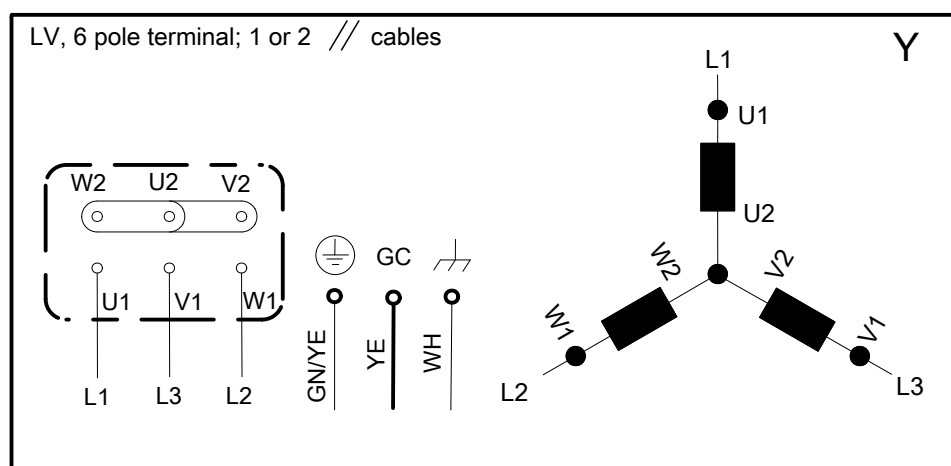 LV, 6 pole terminal; 1 or 2 // cables
Y
W2 U2 V2
U1 V1 W1
L1 L3 L2
GC
GN/YE
YE
WH
L1
U1
U2
W2
V2
W1
V1
L2
L3